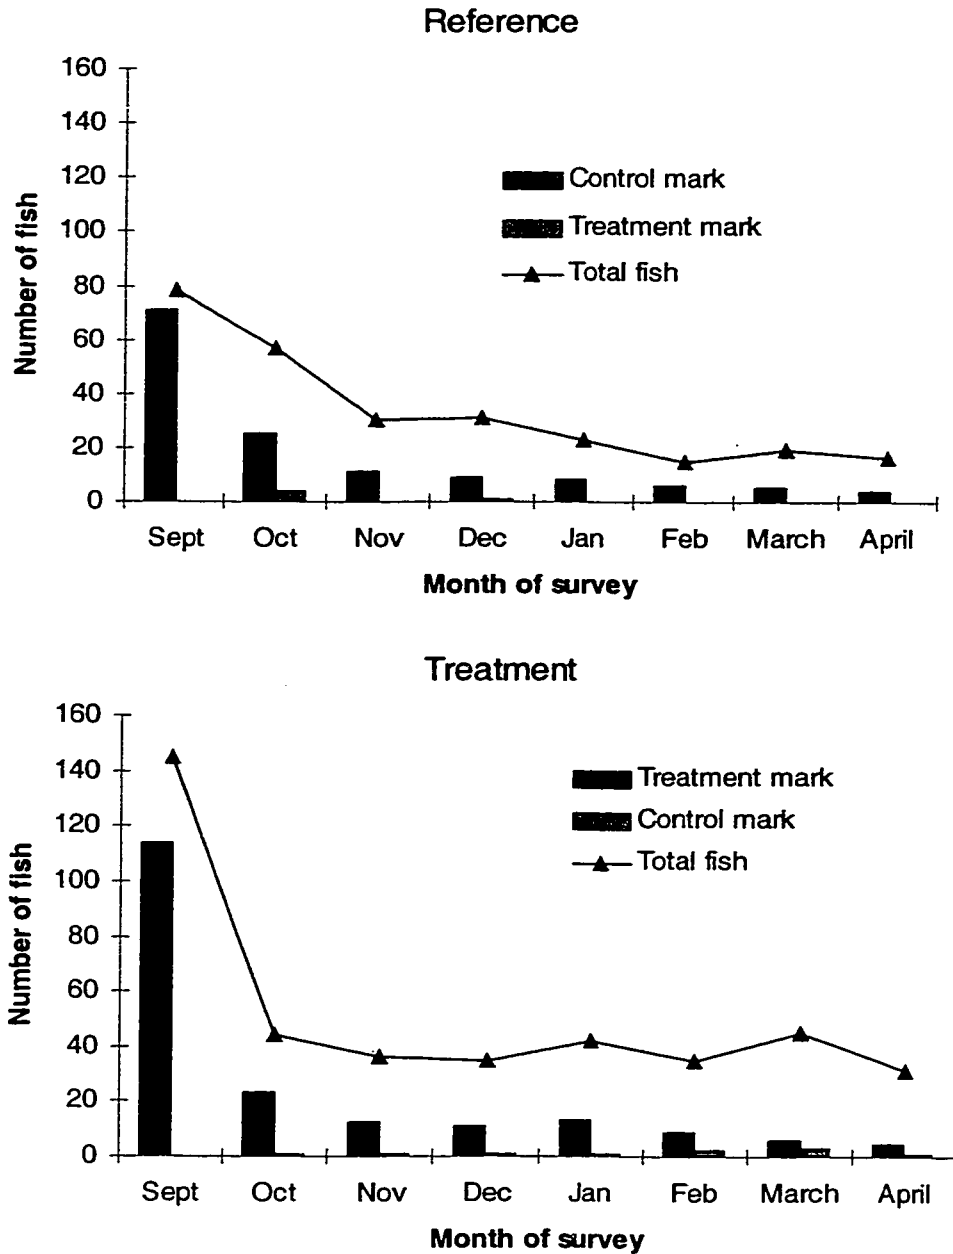 Reference
160
140
120
100
80
60
40
20
0
Number of fish
Control mark
Treatment mark
Total fish
Sept Oct Nov Dec Jan Feb March April
Month of survey
Treatment
160
140
120
100
80
60
40
20
0
Number of fish
Treatment mark
Control mark
Total fish
Sept Oct Nov Dec Jan Feb March April
Month of survey